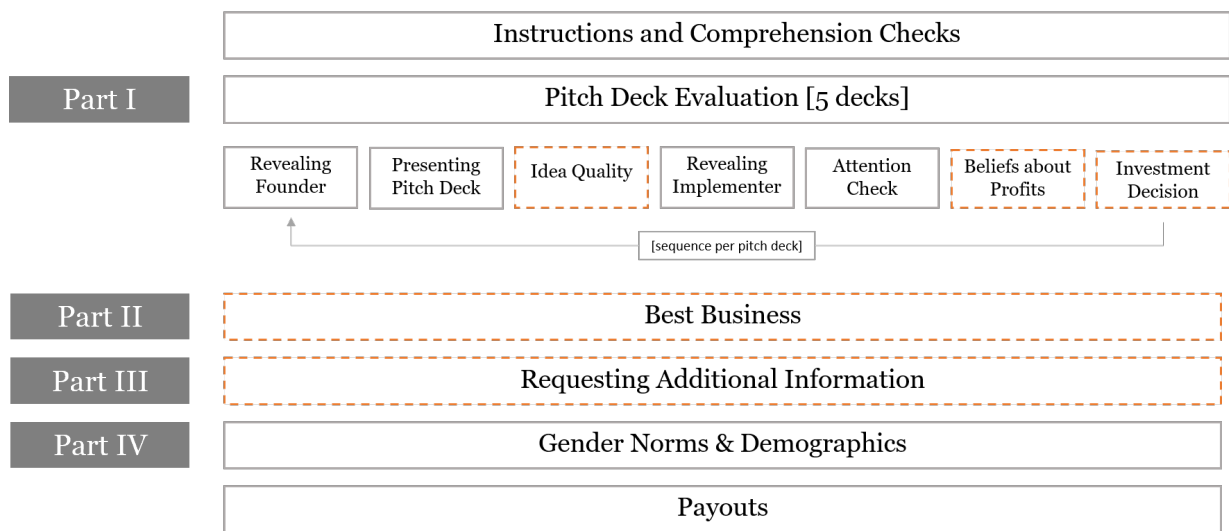 Instructions and Comprehension Checks
Part I
Pitch Deck Evaluation [5 decks]
Revealing
Founder
Presenting
Pitch Deck
Idea Quality
Revealing
Implementer
Attention
Check
Beliefs about
Profits
Investment
Decision
[sequence per pitch deck]
Part II
Best Business
Part III
Requesting Additional Information
Part IV
Gender Norms & Demographics
Payouts